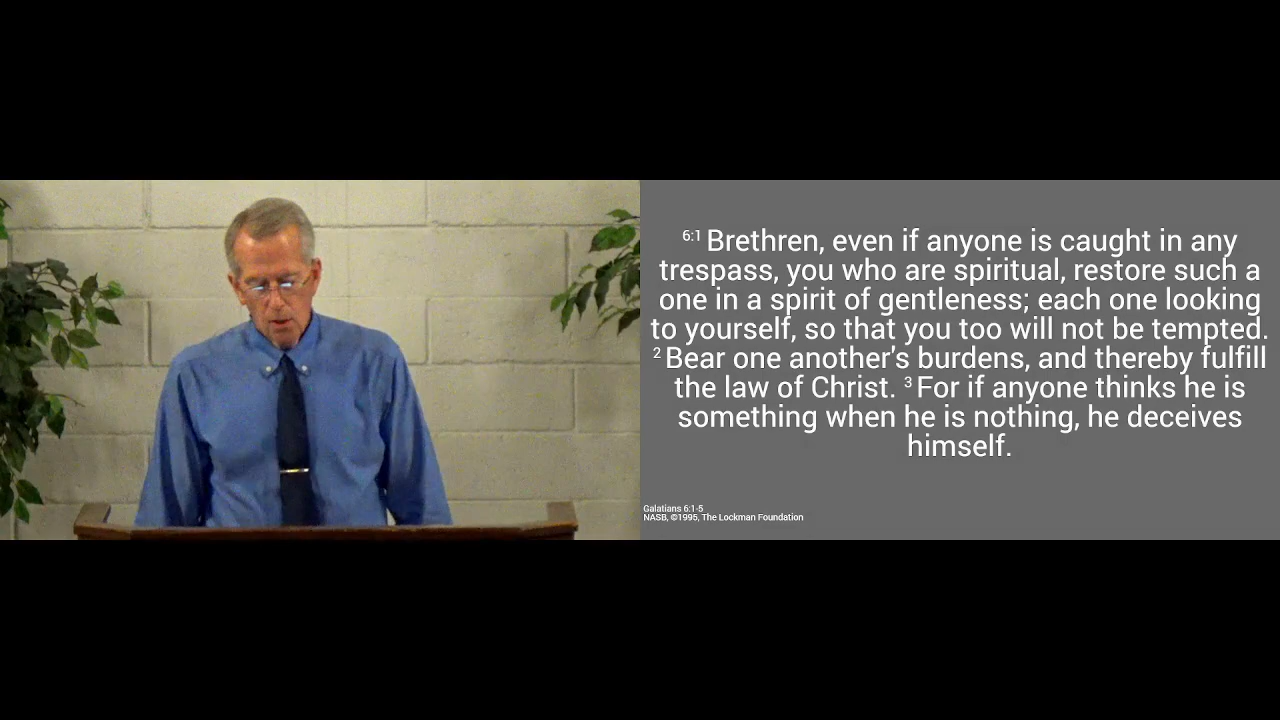 6:1 Brethren, even if anyone is caught in any
trespass, you who are spiritual, restore such a
one in a spirit of gentleness; each one looking
to yourself, so that you too will not be tempted.
2 Bear one another's burdens, and thereby fulfill
the law of Christ. 3 For if anyone thinks he is
something when he is nothing, he deceives
himself.
Galatians 6:1-5
NASB, ©1995, The Lockman Foundation